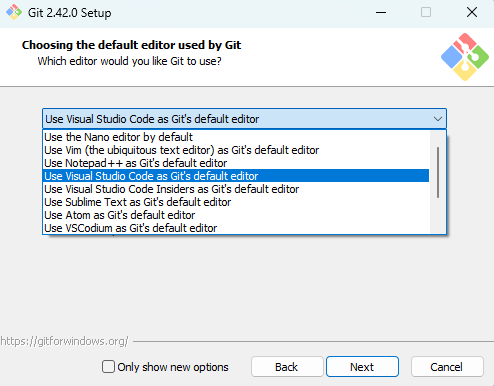 Git 2.42.0 Setup
Choosing the default editor used by Git
Which editor would you like Git to use?
Use Visual Studio Code as Git's default editor
Use the Nano editor by default
Use Vim (the ubiquitous text editor) as Git's default editor
Use Notepad++ as Git's default editor
Use Visual Studio Code as Git's default editor
Use Visual Studio Code Insiders as Git's default editor
Use Sublime Text as Git's default editor
Use Atom as Git's default editor
Use VSCodium as Git's default editor
https://gitforwindows.org/
Only show new options
Back
Next
Cancel